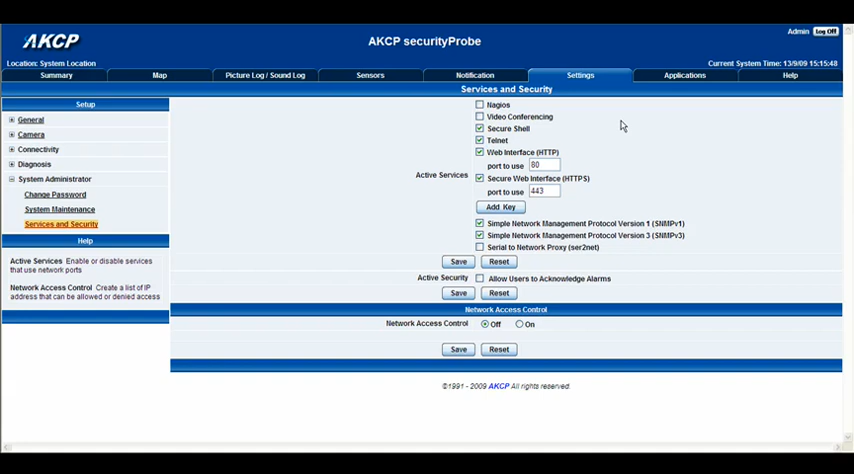 AKCP
AKCP securityProbe
Admin Log Off
Location: System Location
Current System Time: 13/9/09 15:15:48
Summary Map Picture Log / Sound Log Sensors Notification Settings Applications Help
Services and Security
Setup
General
Camera
Connectivity
Diagnosis
System Administrator
Change Password
System Maintenance
Services and Security
Help
Active Services Enable or disable services
that use network ports
Network Access Control Create a list of IP
address that can be allowed or denied access
Active Services
Nagios
Video Conferencing
Secure Shell
Telnet
Web Interface (HTTP)
port to use 80
Secure Web Interface (HTTPS)
port to use 443
Add Key
Simple Network Management Protocol Version 1 (SNMPv1)
Simple Network Management Protocol Version 3 (SNMPv3)
Serial to Network Proxy (ser2net)
Save Reset
Active Security Allow Users to Acknowledge Alarms
Save Reset
Network Access Control
Network Access Control Off On
Save Reset
©1991 - 2009 AKCP All rights reserved.